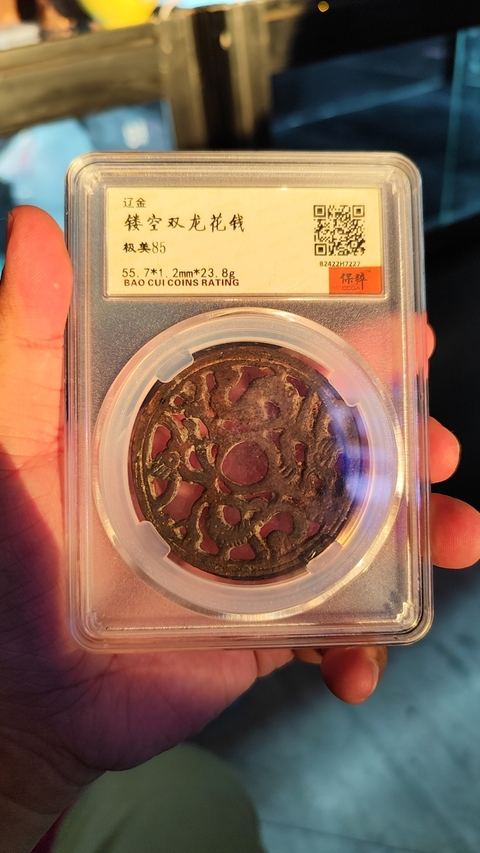 辽金
镂空双龙花钱
极美85
55.7*1.2mm*23.8g
BAO CUI COINS RATING
82422H7227
保粹